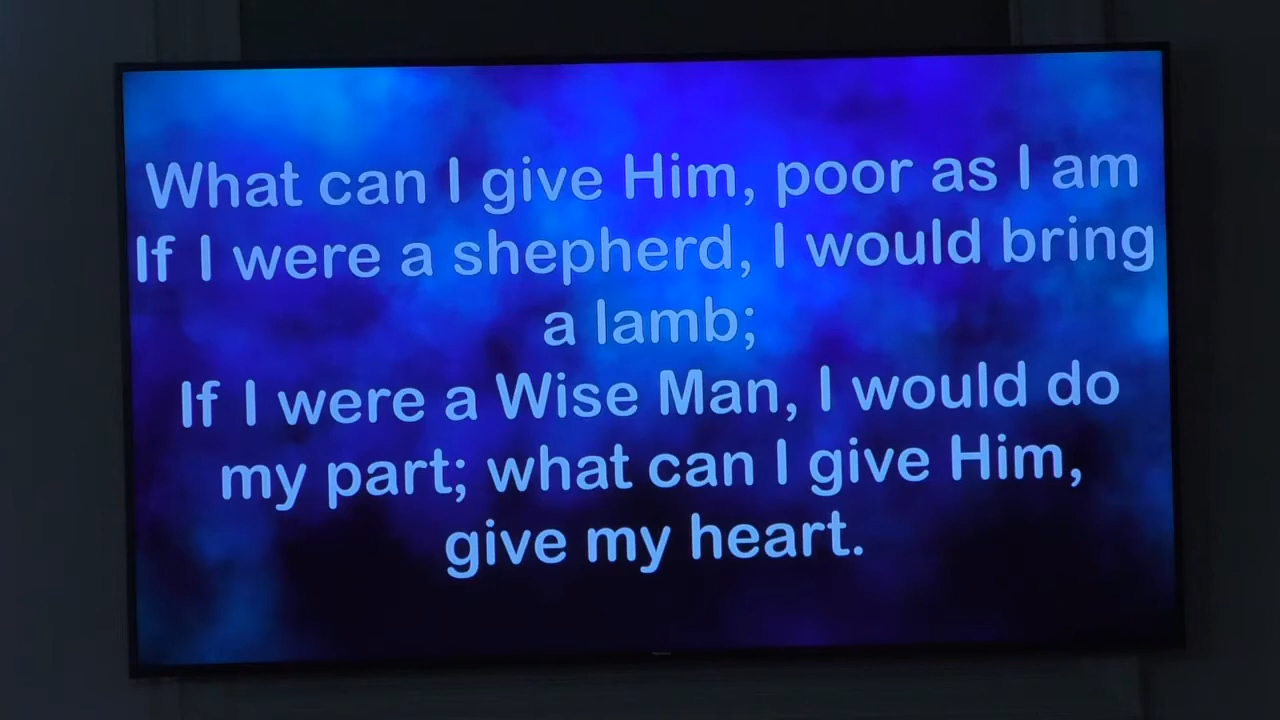 What can I give Him, poor as I am
If I were a shepherd, I would bring
a lamb;
If I were a Wise Man, I would do
my part; what can I give Him,
give my heart.